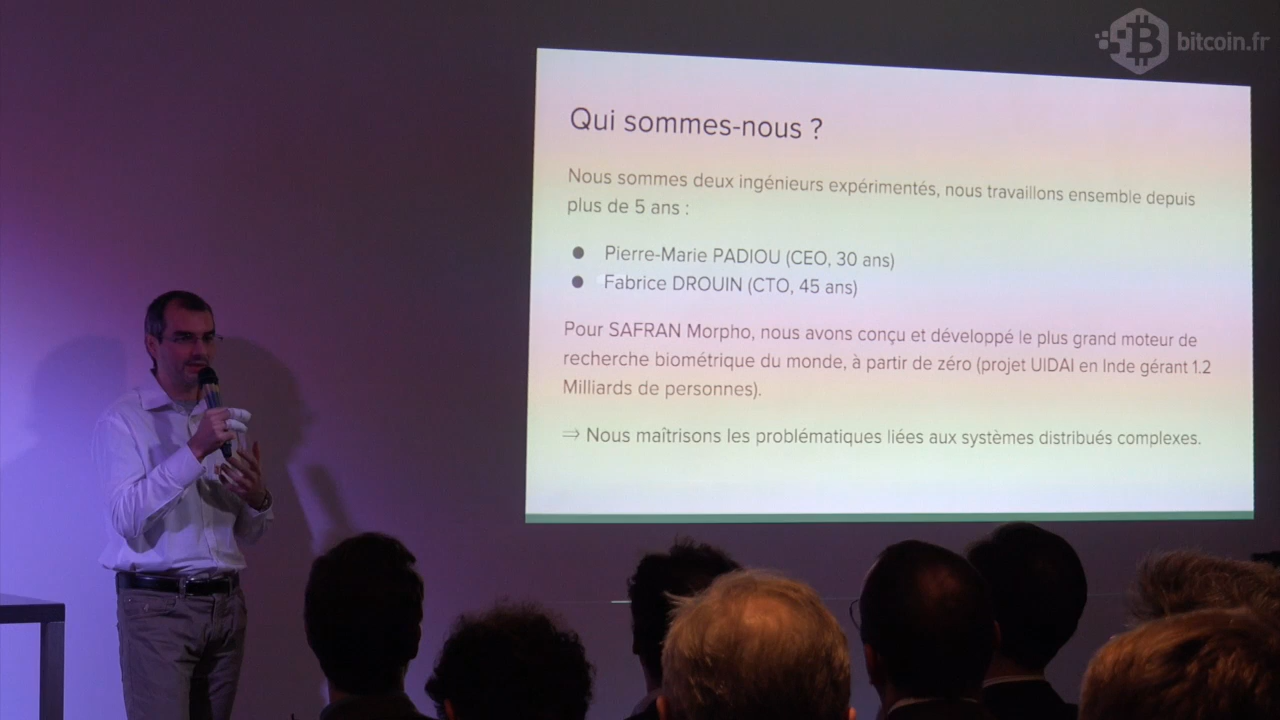 bitcoin.fr
Qui sommes-nous ?
Nous sommes deux ingénieurs expérimentés, nous travaillons ensemble depuis
plus de 5 ans :
● Pierre-Marie PADIOU (CEO, 30 ans)
● Fabrice DROUIN (CTO, 45 ans)
Pour SAFRAN Morpho, nous avons conçu et développé le plus grand moteur de
recherche biométrique du monde, à partir de zéro (projet UIDAI en Inde gérant 1.2
Milliards de personnes).
⇒ Nous maîtrisons les problématiques liées aux systèmes distribués complexes.